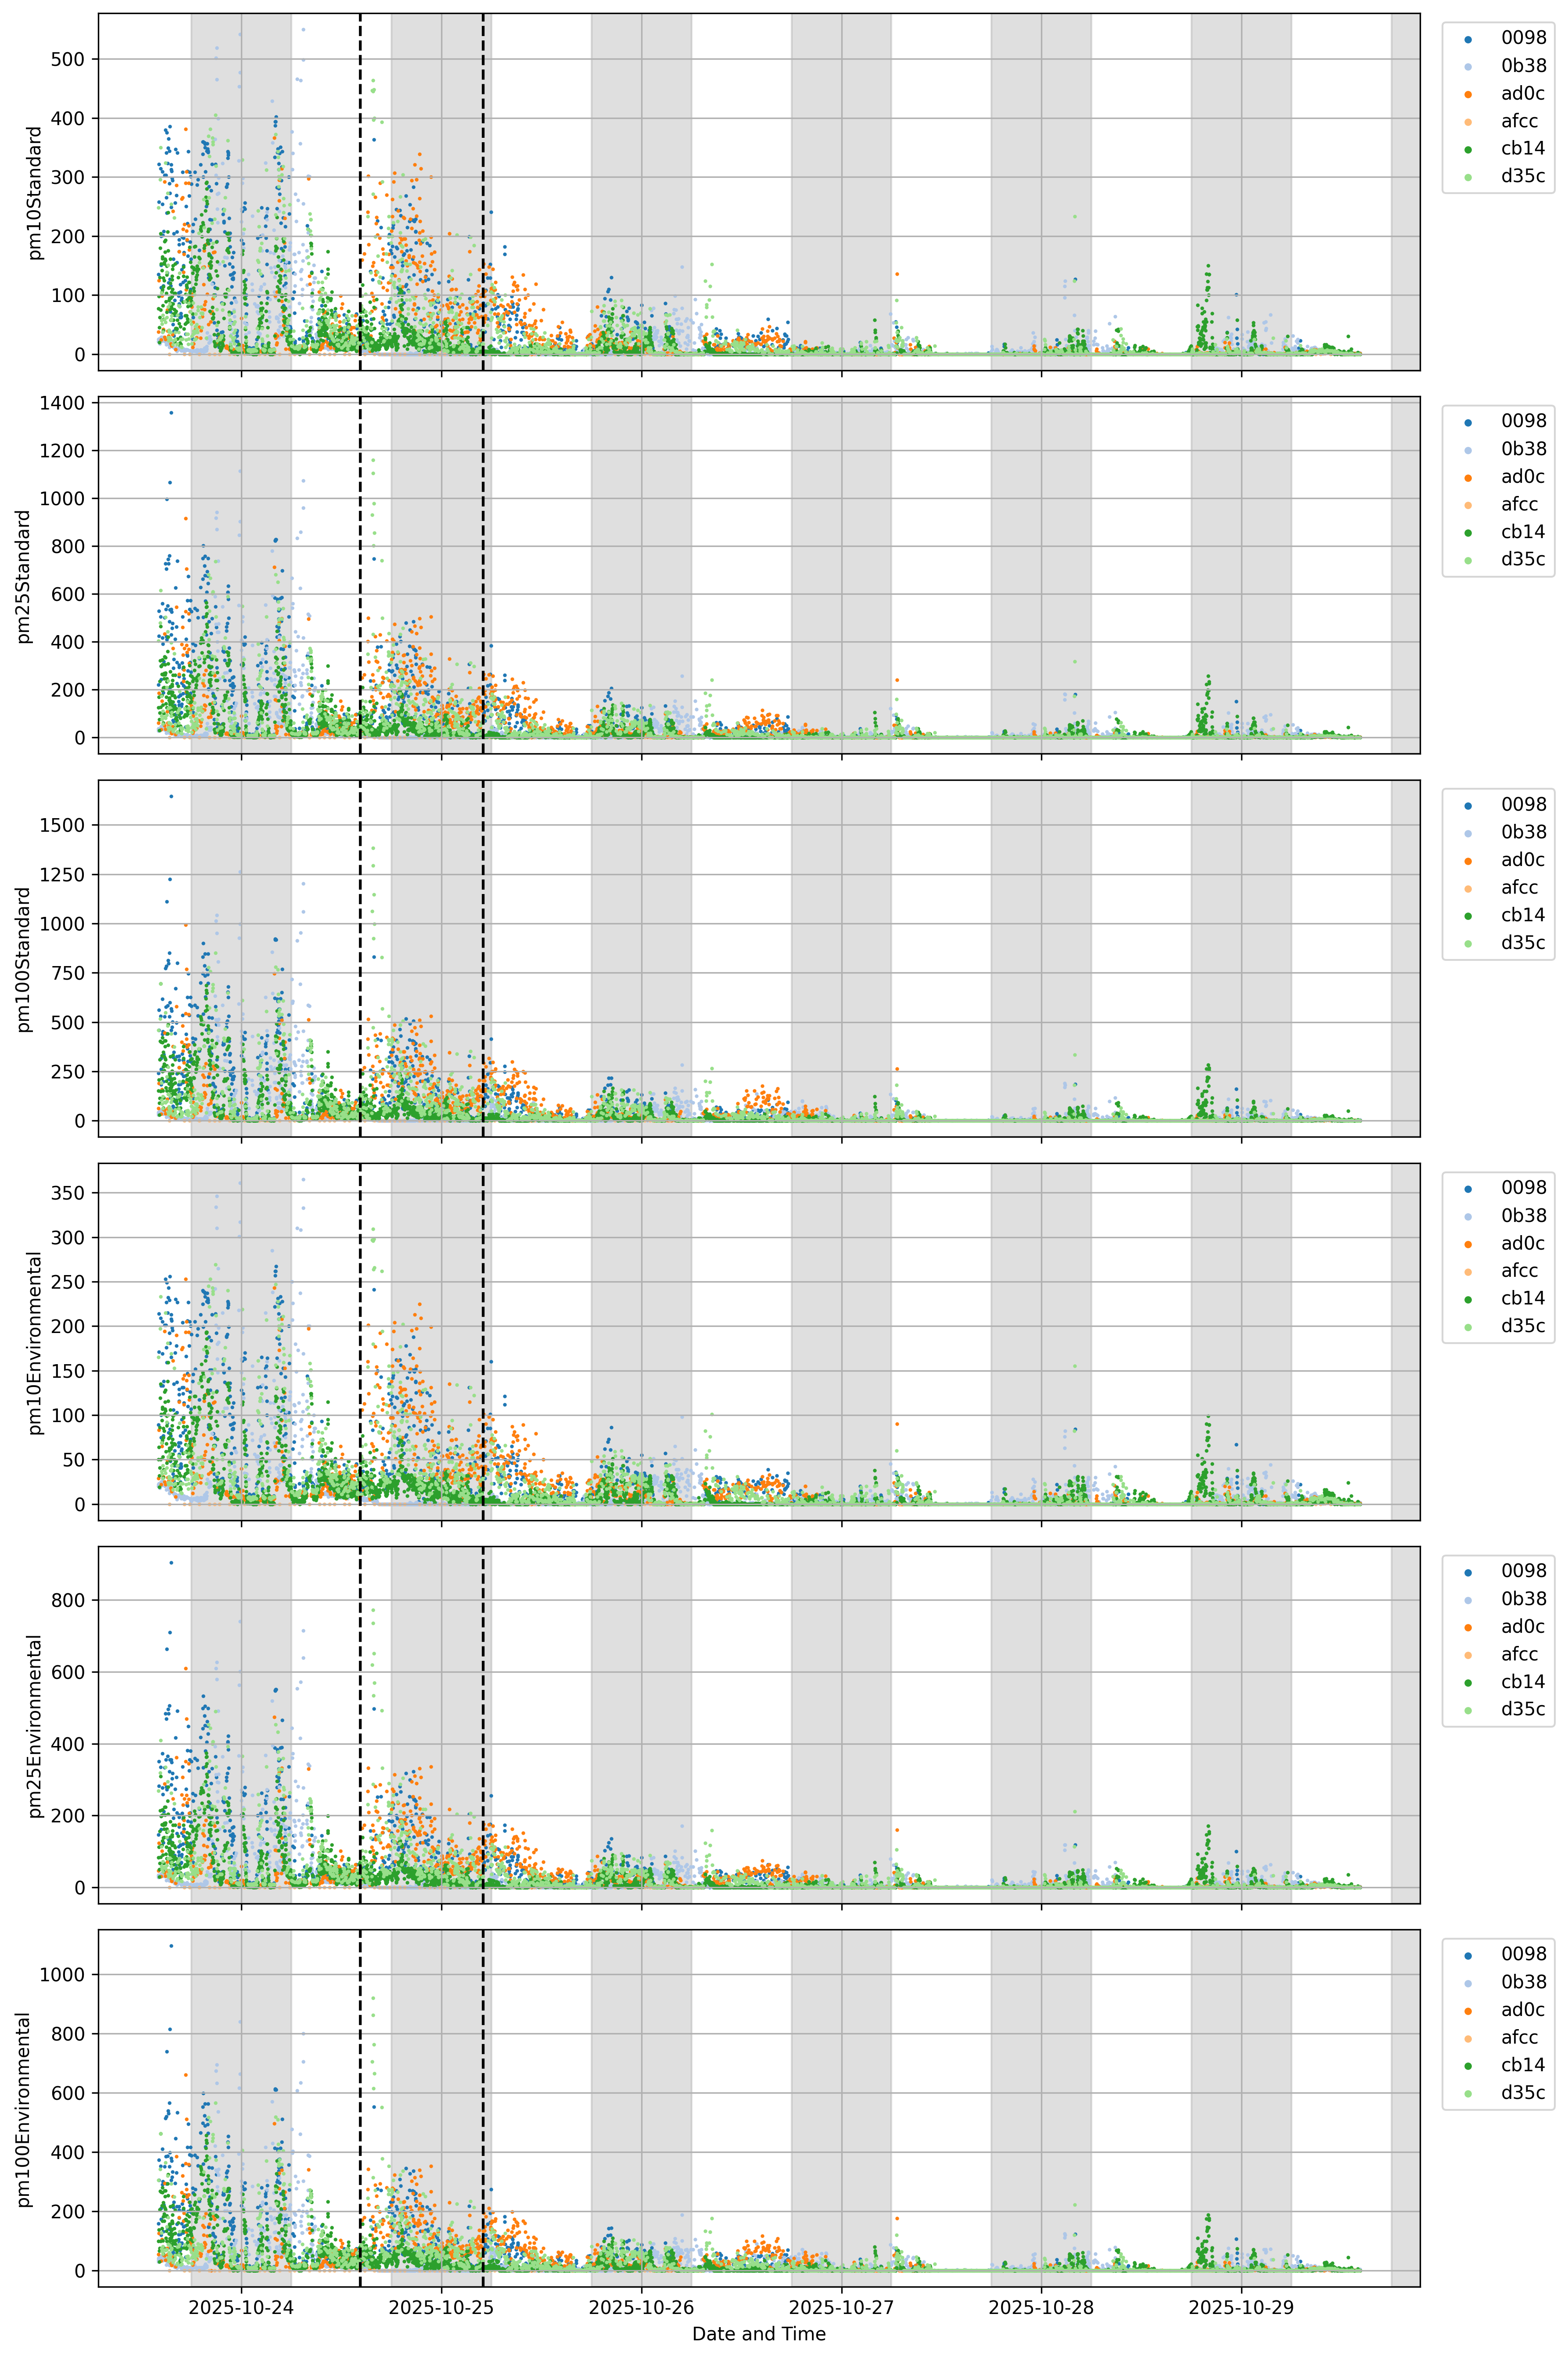 pm10Standard
500
400
300
200
100
0
0098
0b38
ad0c
afcc
cb14
d35c
pm25Standard
1400
1200
1000
800
600
400
200
0
0098
0b38
ad0c
afcc
cb14
d35c
pm100Standard
1500
1250
1000
750
500
250
0
0098
0b38
ad0c
afcc
cb14
d35c
pm10Environmental
350
300
250
200
150
100
50
0
0098
0b38
ad0c
afcc
cb14
d35c
pm25Environmental
800
600
400
200
0
0098
0b38
ad0c
afcc
cb14
d35c
pm100Environmental
1000
800
600
400
200
0
0098
0b38
ad0c
afcc
cb14
d35c
2025-10-24
2025-10-25
2025-10-26
2025-10-27
2025-10-28
2025-10-29
Date and Time